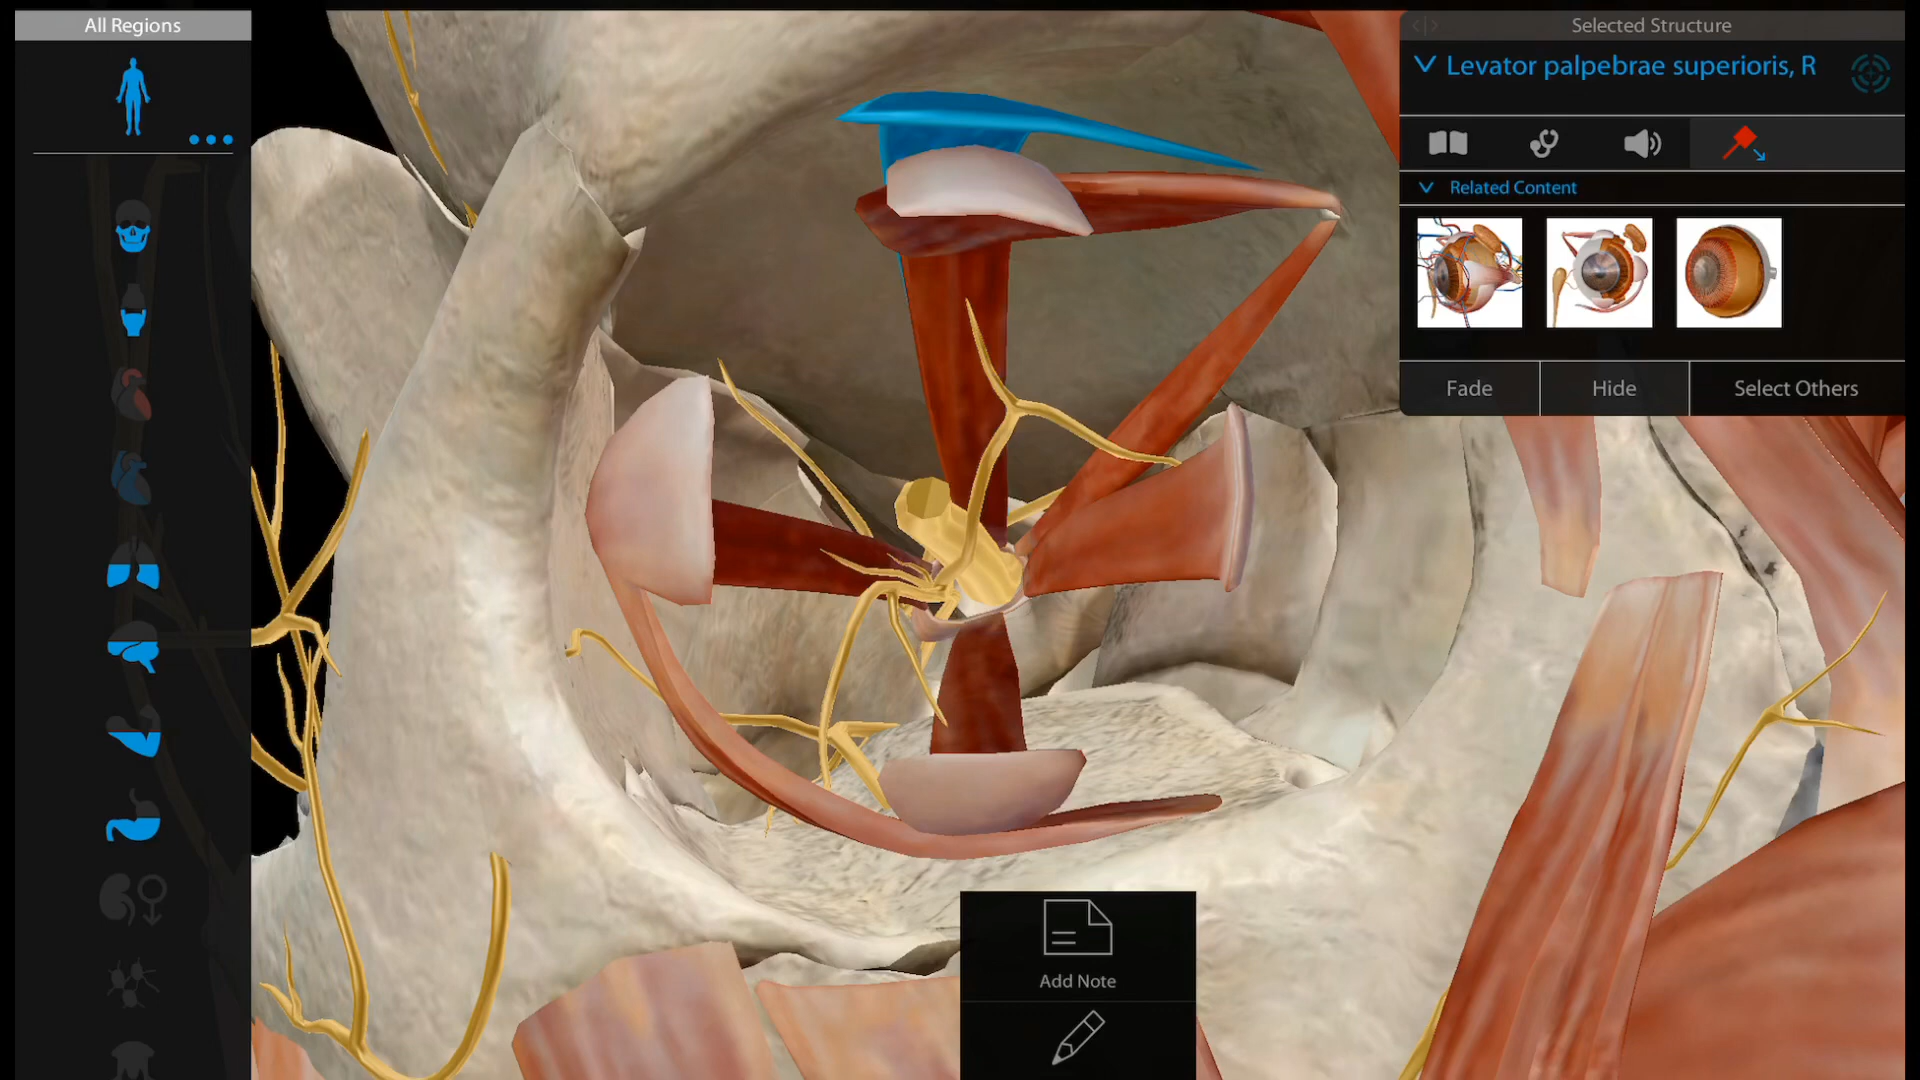 All Regions
Selected Structure
Levator palpebrae superioris, R
Related Content
Fade
Hide
Select Others
Add Note